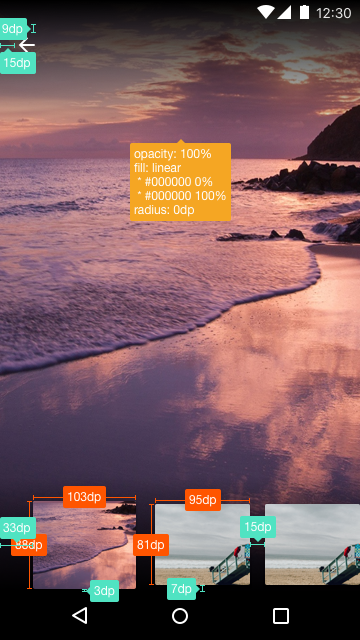 12:30
9dp
15dp
opacity: 100%
fill: linear
* #000000 0%
* #000000 100%
radius: 0dp
103dp
95dp
33dp
15dp
88dp
81dp
3dp
7dp